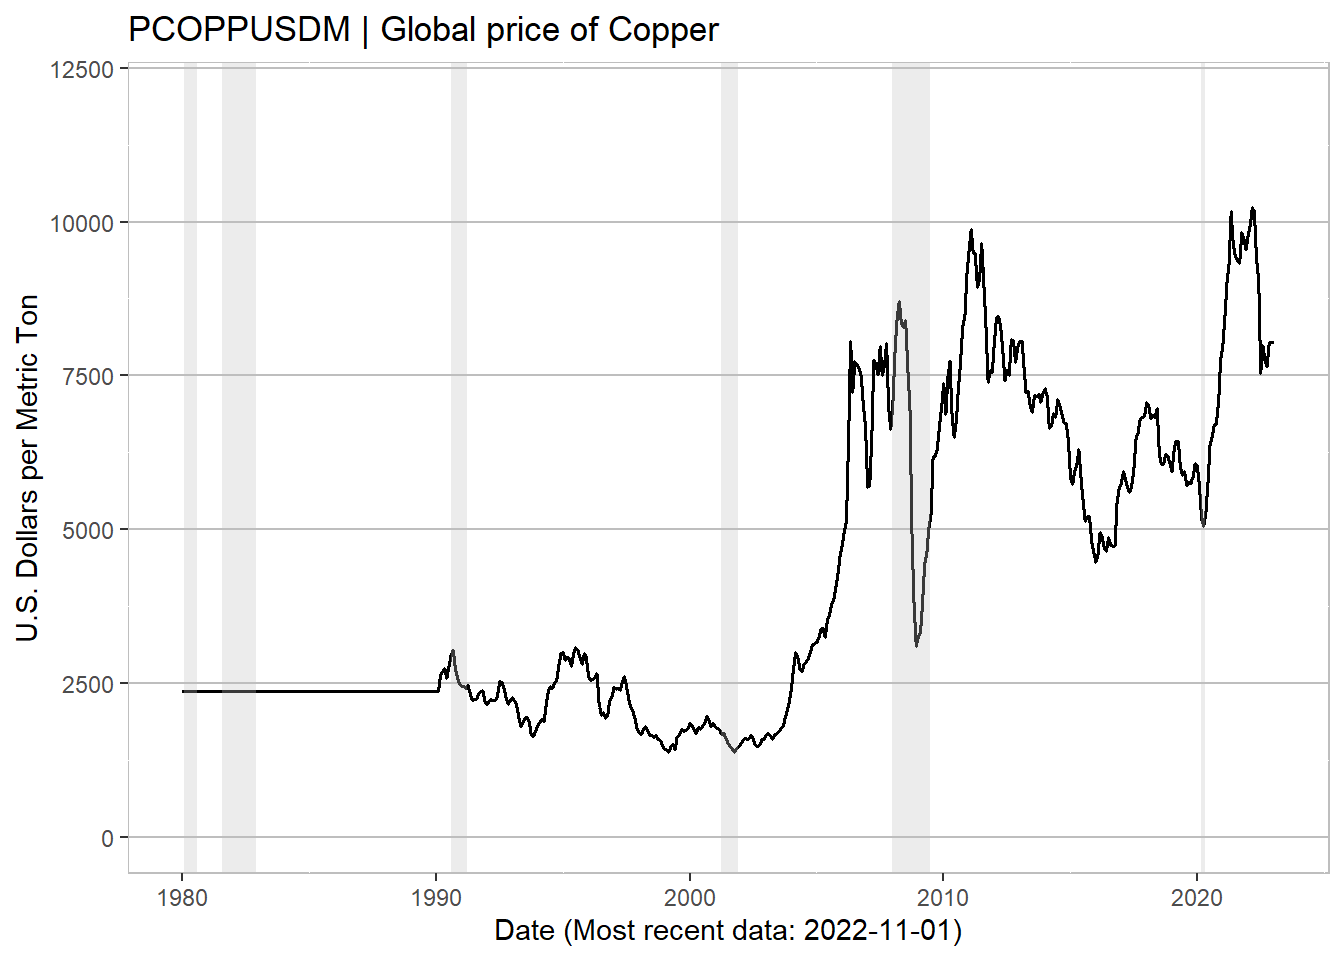 PCOPPUSDM | Global price of Copper
U.S. Dollars per Metric Ton
12500
10000
7500
5000
2500
0
1980 1990 2000 2010 2020
Date (Most recent data: 2022-11-01)